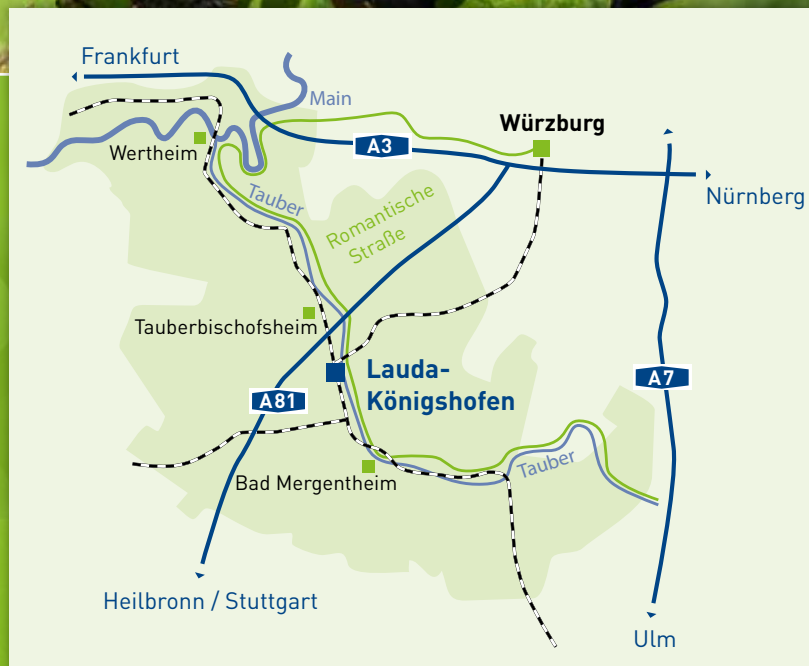 Frankfurt
Main
Würzburg
A3
Wertheim
Nürnberg
Tauber
Romantische
Straße
Tauberbischofsheim
Lauda-
Königshofen
A7
A81
Tauber
Bad Mergentheim
Heilbronn / Stuttgart
Ulm